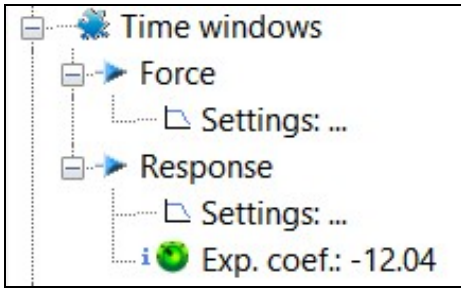 Time windows
Force
Settings: ...
Response
Settings: ...
i Exp. coef.: -12.04